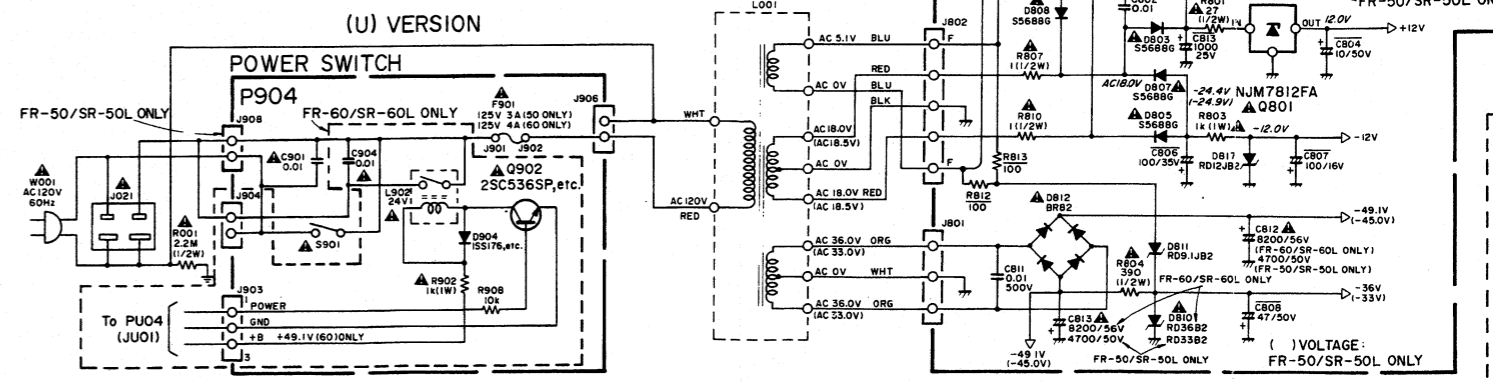 (U) VERSION
POWER SWITCH
P904
FR-50/SR-50L ONLY
FR-60/SR-60L ONLY
J908
F901
125V 3A (50 ONLY)
125V 4A (60 ONLY)
J901 J902
J906
W001
AC120V
60Hz
J021
C901
0.01
C904
0.01
L902
24V
Q902
2SC536SP,etc.
J904
S901
R001
2.2M
(1/2W)
D904
1SS176,etc.
R902
1k(1W)
R908
10k
J903
1
POWER
GND
+B +49.1V(60)ONLY
3
To PU04
(JU01)
WHT
AC120V
RED
L001
AC 5.1V BLU
RED
AC 0V BLU
BLK
AC18.0V
(AC18.5V)
AC 0V
AC 18.0V RED
(AC 18.5V)
AC 36.0V ORG
(AC 33.0V)
AC 0V WHT
AC 36.0V ORG
(AC 33.0V)
J802
F
F
J801
D808
S5688G
R807
1(1/2W)
R810
1(1/2W)
R813
100
R812
100
0.01
D803
S5688G
AC18.0V
D807
S5688G
D805
S5688G
C806
100/35V
R801
27
(1/2W)
C813
1000
25V
IN
OUT 12.0V
C804
10/50V
+12V
FR-50/SR-50L
NJM7812FA
Q801
-24.4V
(-24.9V)
R803
1k(1W)
-12.0V
D817
RD12JB2
C807
100/16V
-12V
D812
BR82
C811
0.01
500V
C813
8200/56V
4700/50V
-49.1V
(-45.0V)
R804
390
(1/2W)
D811
RD9.1JB2
FR-60/SR-60L ONLY
D810
RD36B2
RD33B2
FR-50/SR-50L ONLY
C812
8200/56V
(FR-60/SR-60L ONLY)
4700/50V
(FR-50/SR-50L ONLY)
-49.1V
(-45.0V)
-36V
(-33V)
C808
47/50V
( )VOLTAGE:
FR-50/SR-50L ONLY